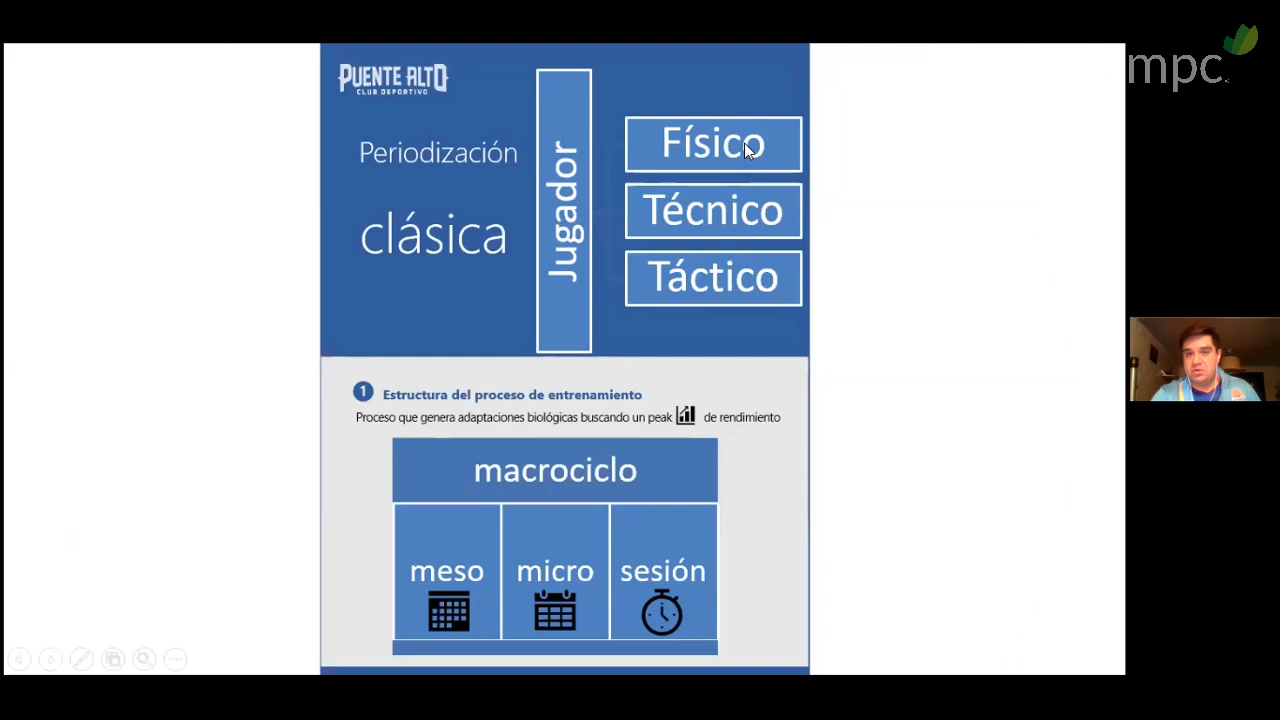 PUENTE ALTO
CLUB DEPORTIVO
Periodización
clásica
Jugador
Físico
Técnico
Táctico
1 Estructura del proceso de entrenamiento
Proceso que genera adaptaciones biológicas buscando un peak de rendimiento
macrociclo
meso micro sesión
mpc